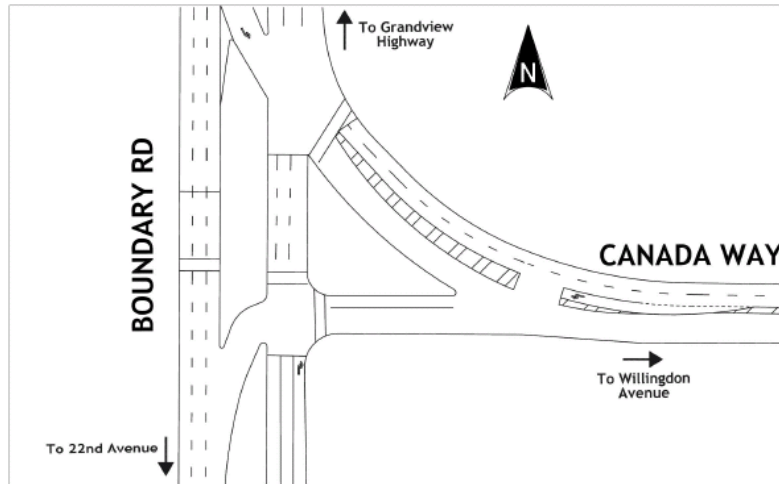 To Grandview
Highway
N
BOUNDARY RD
CANADA WAY
To Willingdon
Avenue
To 22nd Avenue